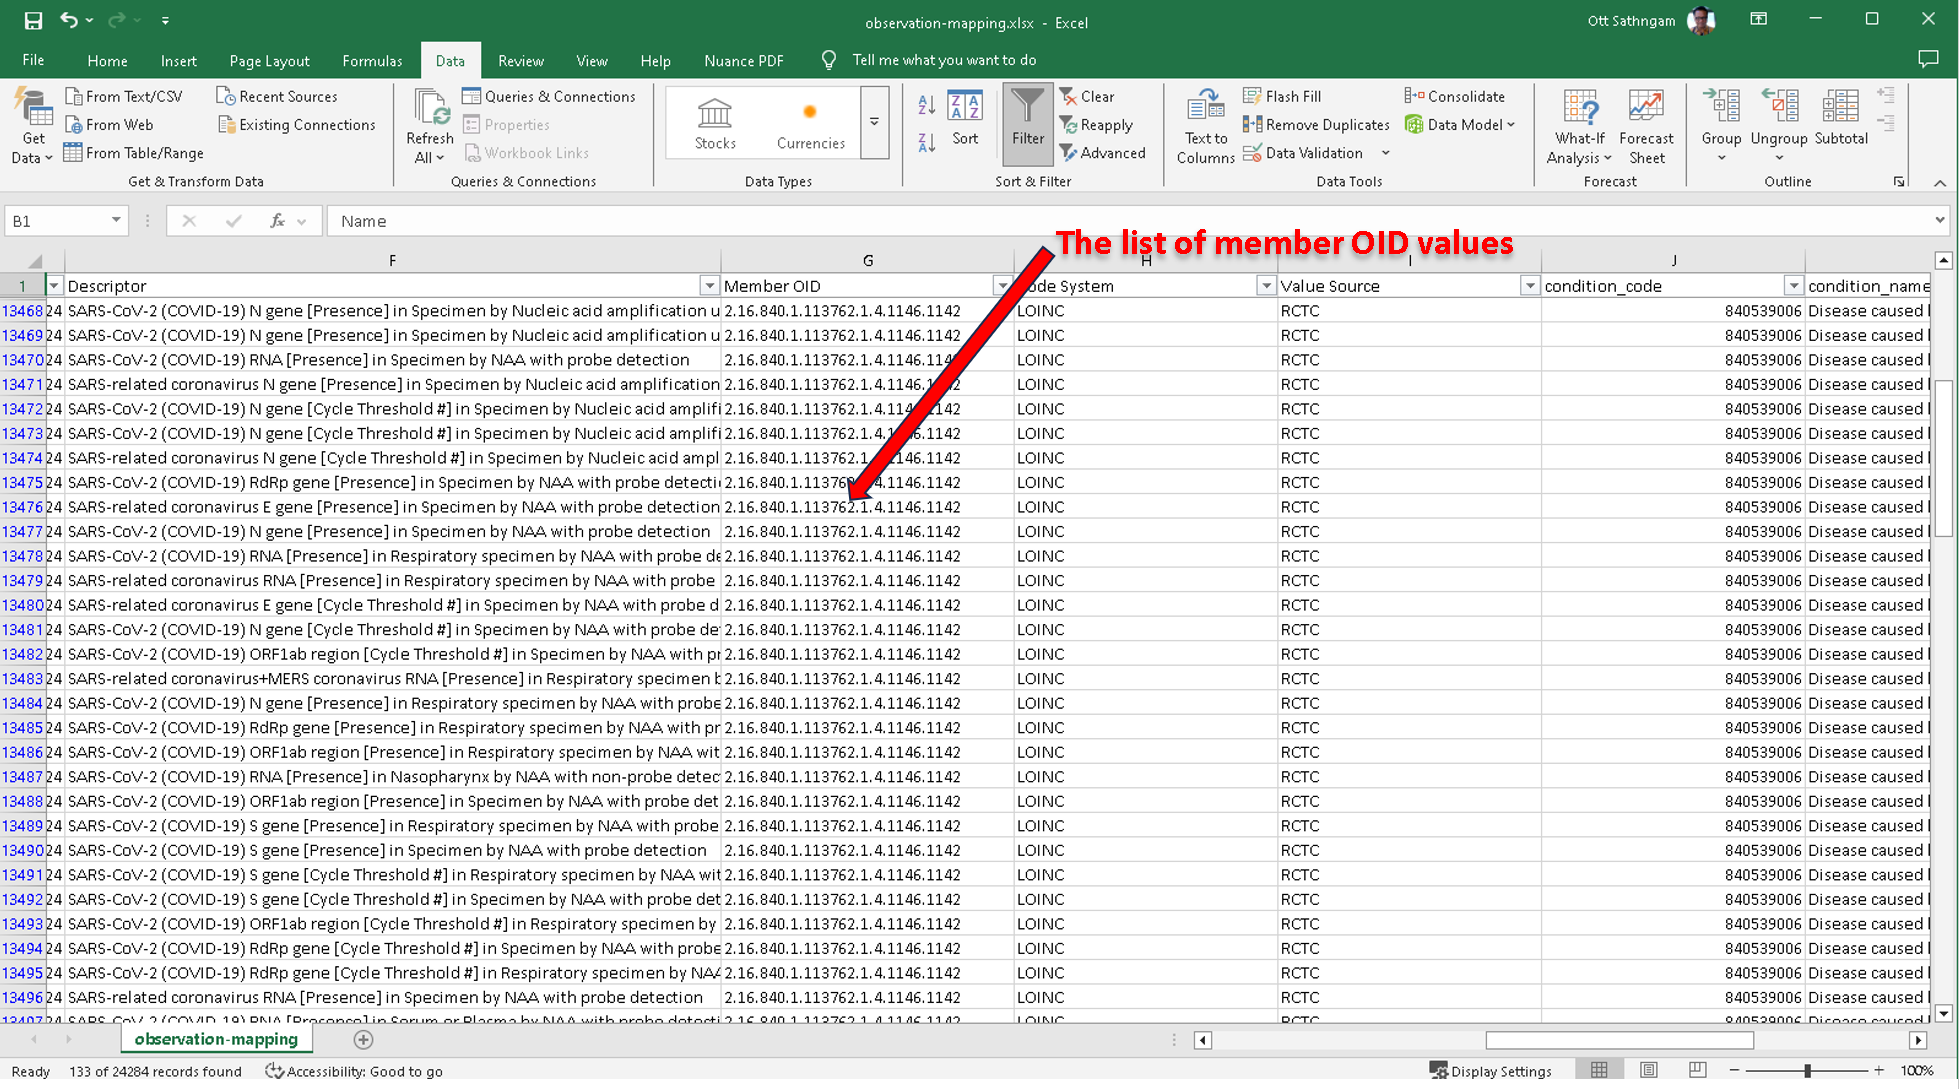 observation-mapping.xlsx - Excel
Ott Sathngam
File Home Insert Page Layout Formulas Data Review View Help Nuance PDF Tell me what you want to do
Get Data
From Text/CSV
From Web
From Table/Range
Recent Sources
Existing Connections
Get & Transform Data
Refresh All
Queries & Connections
Properties
Workbook Links
Queries & Connections
Stocks
Currencies
Data Types
Sort
Filter
Clear
Reapply
Advanced
Sort & Filter
Text to Columns
Flash Fill
Remove Duplicates
Data Validation
Consolidate
Data Model
Data Tools
What-If Analysis
Forecast Sheet
Forecast
Group
Ungroup
Subtotal
Outline
B1 fx Name
The list of member OID values
F G H I J
1 Descriptor Member OID ode System Value Source condition_code condition_name
13468 24 SARS-CoV-2 (COVID-19) N gene [Presence] in Specimen by Nucleic acid amplification u 2.16.840.1.113762.1.4.1146.1142 LOINC RCTC 840539006 Disease caused
13469 24 SARS-CoV-2 (COVID-19) N gene [Presence] in Specimen by Nucleic acid amplification u 2.16.840.1.113762.1.4.1146.1142 LOINC RCTC 840539006 Disease caused
13470 24 SARS-CoV-2 (COVID-19) RNA [Presence] in Specimen by NAA with probe detection 2.16.840.1.113762.1.4.1146.1142 LOINC RCTC 840539006 Disease caused
13471 24 SARS-related coronavirus N gene [Presence] in Specimen by Nucleic acid amplification 2.16.840.1.113762.1.4.1146.1142 LOINC RCTC 840539006 Disease caused
13472 24 SARS-CoV-2 (COVID-19) N gene [Cycle Threshold #] in Specimen by Nucleic acid amplifi 2.16.840.1.113762.1.4.1146.1142 LOINC RCTC 840539006 Disease caused
13473 24 SARS-CoV-2 (COVID-19) N gene [Cycle Threshold #] in Specimen by Nucleic acid amplifi 2.16.840.1.113762.1.4.1146.1142 LOINC RCTC 840539006 Disease caused
13474 24 SARS-related coronavirus N gene [Cycle Threshold #] in Specimen by Nucleic acid ampl 2.16.840.1.113762.1.4.1146.1142 LOINC RCTC 840539006 Disease caused
13475 24 SARS-CoV-2 (COVID-19) RdRp gene [Presence] in Specimen by NAA with probe detecti 2.16.840.1.113762.1.4.1146.1142 LOINC RCTC 840539006 Disease caused
13476 24 SARS-related coronavirus E gene [Presence] in Specimen by NAA with probe detection 2.16.840.1.113762.1.4.1146.1142 LOINC RCTC 840539006 Disease caused
13477 24 SARS-CoV-2 (COVID-19) N gene [Presence] in Specimen by NAA with probe detection 2.16.840.1.113762.1.4.1146.1142 LOINC RCTC 840539006 Disease caused
13478 24 SARS-CoV-2 (COVID-19) RNA [Presence] in Respiratory specimen by NAA with probe de 2.16.840.1.113762.1.4.1146.1142 LOINC RCTC 840539006 Disease caused
13479 24 SARS-related coronavirus RNA [Presence] in Respiratory specimen by NAA with probe 2.16.840.1.113762.1.4.1146.1142 LOINC RCTC 840539006 Disease caused
13480 24 SARS-related coronavirus E gene [Cycle Threshold #] in Specimen by NAA with probe d 2.16.840.1.113762.1.4.1146.1142 LOINC RCTC 840539006 Disease caused
13481 24 SARS-CoV-2 (COVID-19) N gene [Cycle Threshold #] in Specimen by NAA with probe de 2.16.840.1.113762.1.4.1146.1142 LOINC RCTC 840539006 Disease caused
13482 24 SARS-CoV-2 (COVID-19) ORF1ab region [Cycle Threshold #] in Specimen by NAA with pr 2.16.840.1.113762.1.4.1146.1142 LOINC RCTC 840539006 Disease caused
13483 24 SARS-related coronavirus+MERS coronavirus RNA [Presence] in Respiratory specimen b 2.16.840.1.113762.1.4.1146.1142 LOINC RCTC 840539006 Disease caused
13484 24 SARS-CoV-2 (COVID-19) N gene [Presence] in Respiratory specimen by NAA with probe 2.16.840.1.113762.1.4.1146.1142 LOINC RCTC 840539006 Disease caused
13485 24 SARS-CoV-2 (COVID-19) RdRp gene [Presence] in Respiratory specimen by NAA with pr 2.16.840.1.113762.1.4.1146.1142 LOINC RCTC 840539006 Disease caused
13486 24 SARS-CoV-2 (COVID-19) ORF1ab region [Presence] in Respiratory specimen by NAA wit 2.16.840.1.113762.1.4.1146.1142 LOINC RCTC 840539006 Disease caused
13487 24 SARS-CoV-2 (COVID-19) RNA [Presence] in Nasopharynx by NAA with non-probe detec 2.16.840.1.113762.1.4.1146.1142 LOINC RCTC 840539006 Disease caused
13488 24 SARS-CoV-2 (COVID-19) ORF1ab region [Presence] in Specimen by NAA with probe det 2.16.840.1.113762.1.4.1146.1142 LOINC RCTC 840539006 Disease caused
13489 24 SARS-CoV-2 (COVID-19) S gene [Presence] in Respiratory specimen by NAA with probe 2.16.840.1.113762.1.4.1146.1142 LOINC RCTC 840539006 Disease caused
13490 24 SARS-CoV-2 (COVID-19) S gene [Presence] in Specimen by NAA with probe detection 2.16.840.1.113762.1.4.1146.1142 LOINC RCTC 840539006 Disease caused
13491 24 SARS-CoV-2 (COVID-19) S gene [Cycle Threshold #] in Respiratory specimen by NAA wit 2.16.840.1.113762.1.4.1146.1142 LOINC RCTC 840539006 Disease caused
13492 24 SARS-CoV-2 (COVID-19) S gene [Cycle Threshold #] in Specimen by NAA with probe det 2.16.840.1.113762.1.4.1146.1142 LOINC RCTC 840539006 Disease caused
13493 24 SARS-CoV-2 (COVID-19) ORF1ab region [Cycle Threshold #] in Respiratory specimen by 2.16.840.1.113762.1.4.1146.1142 LOINC RCTC 840539006 Disease caused
13494 24 SARS-CoV-2 (COVID-19) RdRp gene [Cycle Threshold #] in Specimen by NAA with probe 2.16.840.1.113762.1.4.1146.1142 LOINC RCTC 840539006 Disease caused
13495 24 SARS-CoV-2 (COVID-19) RdRp gene [Cycle Threshold #] in Respiratory specimen by NAA 2.16.840.1.113762.1.4.1146.1142 LOINC RCTC 840539006 Disease caused
13496 24 SARS-related coronavirus RNA [Presence] in Specimen by NAA with probe detection 2.16.840.1.113762.1.4.1146.1142 LOINC RCTC 840539006 Disease caused
13497 24 SARS-CoV-2 (COVID-19) RNA [Presence] in Serum or Plasma by NAA with probe detecti 2.16.840.1.113762.1.4.1146.1142 LOINC RCTC 840539006 Disease caused
observation-mapping
Ready 133 of 24284 records found Accessibility: Good to go Display Settings 100%